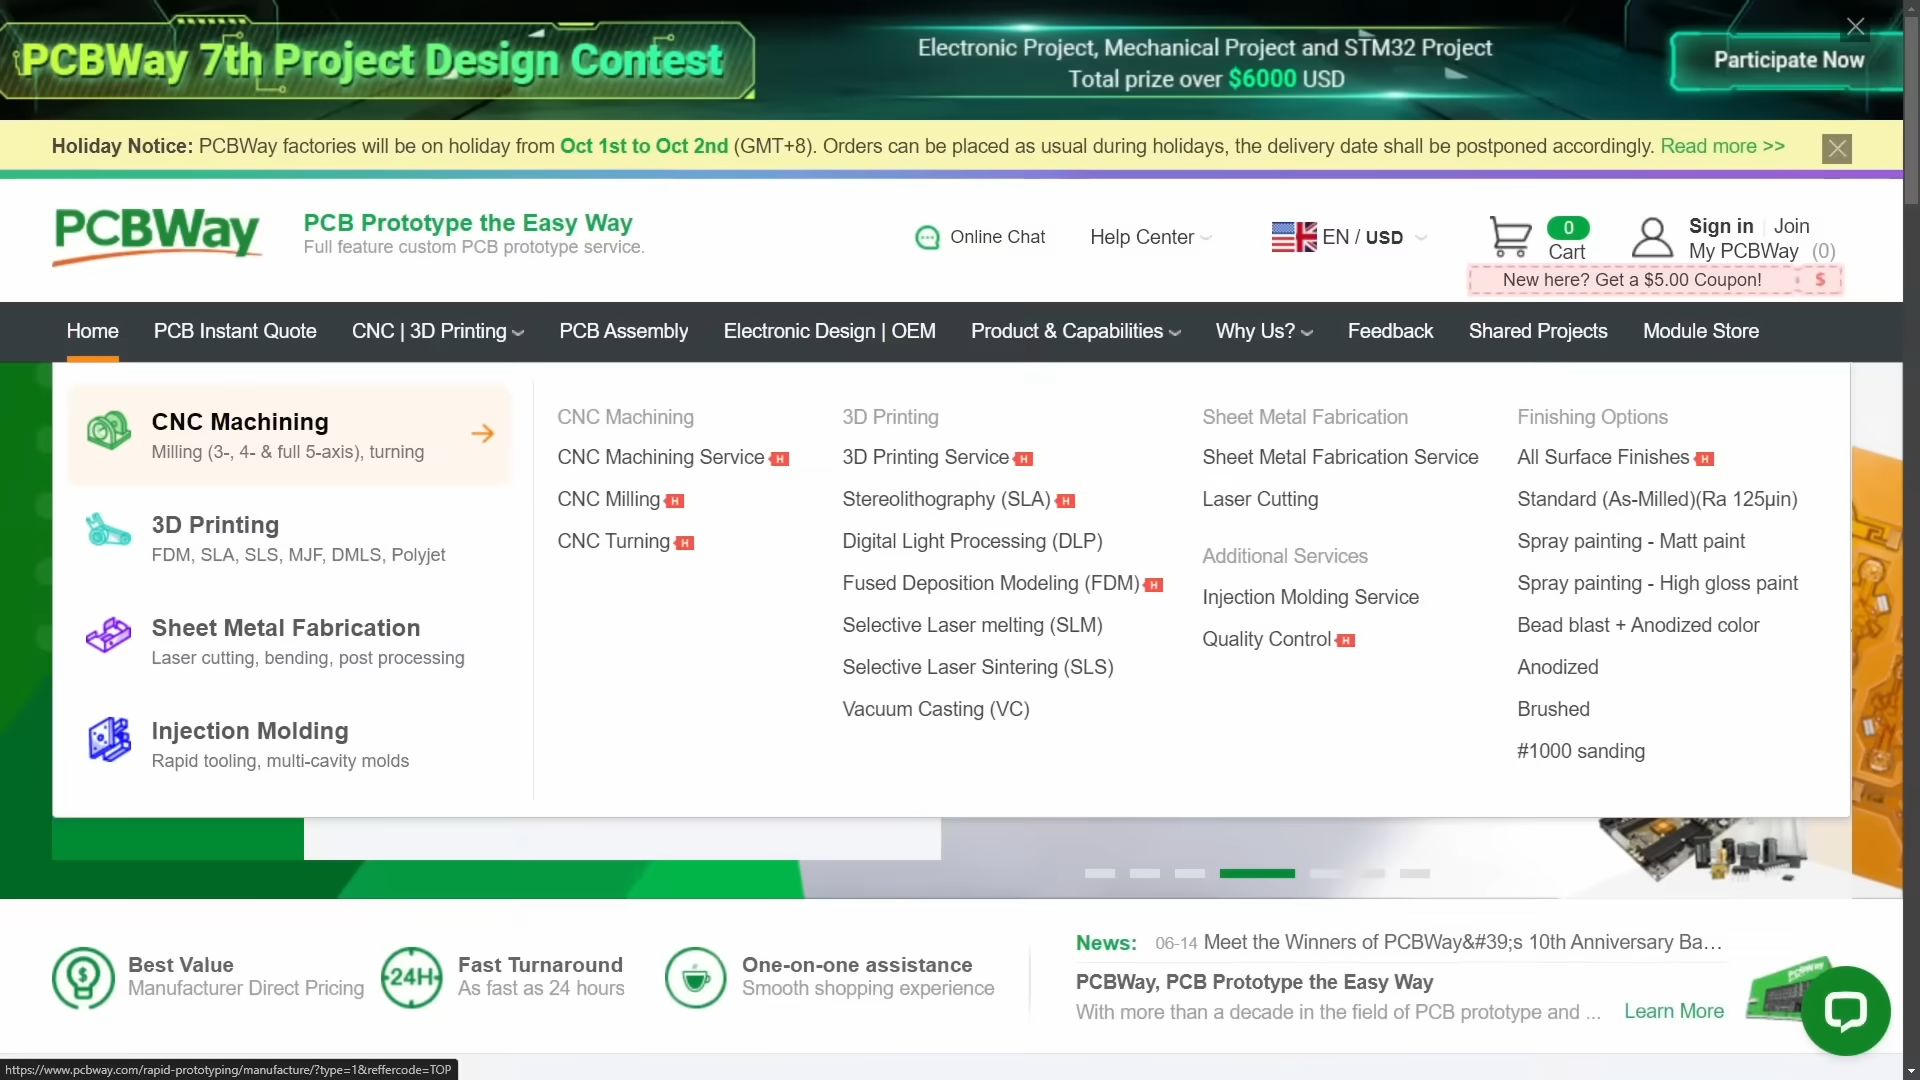 PCBWay 7th Project Design Contest
Electronic Project, Mechanical Project and STM32 Project
Total prize over $6000 USD
Participate Now
Holiday Notice: PCBWay factories will be on holiday from Oct 1st to Oct 2nd (GMT+8). Orders can be placed as usual during holidays, the delivery date shall be postponed accordingly. Read more >>
PCBWay
PCB Prototype the Easy Way
Full feature custom PCB prototype service.
Online Chat
Help Center
EN / USD
0
Cart
Sign in
Join
My PCBWay (0)
New here? Get a $5.00 Coupon!
$
Home
PCB Instant Quote
CNC | 3D Printing
PCB Assembly
Electronic Design | OEM
Product & Capabilities
Why Us?
Feedback
Shared Projects
Module Store
CNC Machining
Milling (3-, 4- & full 5-axis), turning
3D Printing
FDM, SLA, SLS, MJF, DMLS, Polyjet
Sheet Metal Fabrication
Laser cutting, bending, post processing
Injection Molding
Rapid tooling, multi-cavity molds
CNC Machining
CNC Machining Service H
CNC Milling H
CNC Turning H
3D Printing
3D Printing Service H
Stereolithography (SLA) H
Digital Light Processing (DLP)
Fused Deposition Modeling (FDM) H
Selective Laser melting (SLM)
Selective Laser Sintering (SLS)
Vacuum Casting (VC)
Sheet Metal Fabrication
Sheet Metal Fabrication Service
Laser Cutting
Additional Services
Injection Molding Service
Quality Control H
Finishing Options
All Surface Finishes H
Standard (As-Milled)(Ra 125µin)
Spray painting - Matt paint
Spray painting - High gloss paint
Bead blast + Anodized color
Anodized
Brushed
#1000 sanding
$
Best Value
Manufacturer Direct Pricing
24H
Fast Turnaround
As fast as 24 hours
One-on-one assistance
Smooth shopping experience
News: 06-14 Meet the Winners of PCBWay&#39;s 10th Anniversary Ba...
PCBWay, PCB Prototype the Easy Way
With more than a decade in the field of PCB prototype and ...
Learn More
https://www.pcbway.com/rapid-prototyping/manufacture/?type=1&reffercode=TOP